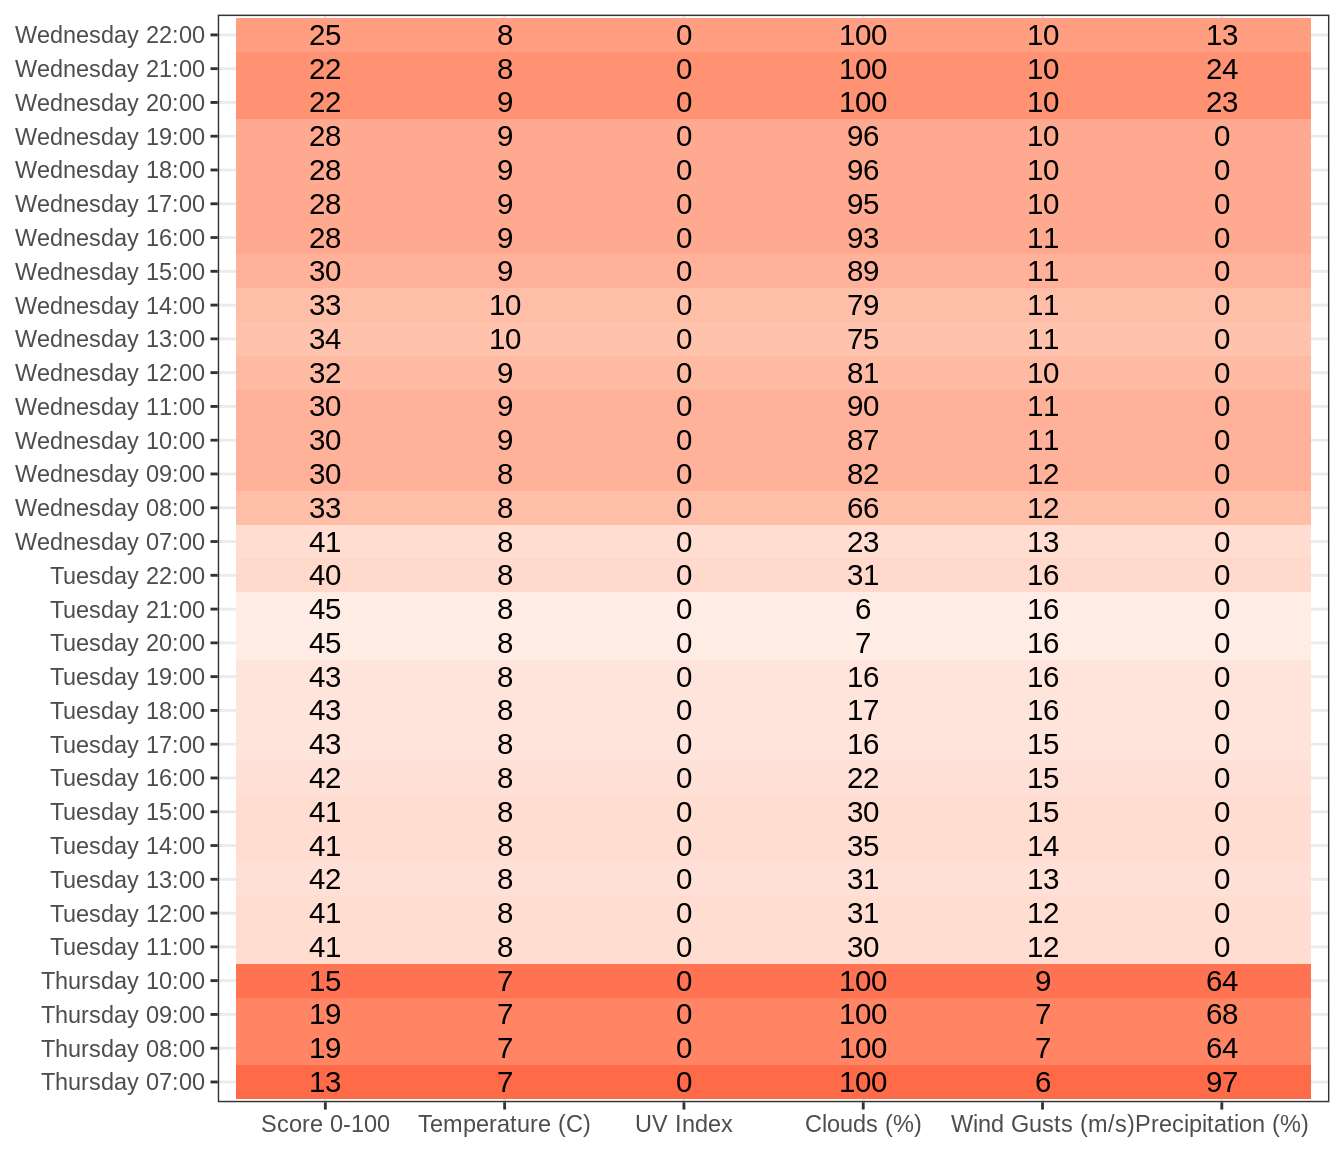 Wednesday 22:00 25 8 0 100 10 13
Wednesday 21:00 22 8 0 100 10 24
Wednesday 20:00 22 9 0 100 10 23
Wednesday 19:00 28 9 0 96 10 0
Wednesday 18:00 28 9 0 96 10 0
Wednesday 17:00 28 9 0 95 10 0
Wednesday 16:00 28 9 0 93 11 0
Wednesday 15:00 30 9 0 89 11 0
Wednesday 14:00 33 10 0 79 11 0
Wednesday 13:00 34 10 0 75 11 0
Wednesday 12:00 32 9 0 81 10 0
Wednesday 11:00 30 9 0 90 11 0
Wednesday 10:00 30 9 0 87 11 0
Wednesday 09:00 30 8 0 82 12 0
Wednesday 08:00 33 8 0 66 12 0
Wednesday 07:00 41 8 0 23 13 0
Tuesday 22:00 40 8 0 31 16 0
Tuesday 21:00 45 8 0 6 16 0
Tuesday 20:00 45 8 0 7 16 0
Tuesday 19:00 43 8 0 16 16 0
Tuesday 18:00 43 8 0 17 16 0
Tuesday 17:00 43 8 0 16 15 0
Tuesday 16:00 42 8 0 22 15 0
Tuesday 15:00 41 8 0 30 15 0
Tuesday 14:00 41 8 0 35 14 0
Tuesday 13:00 42 8 0 31 13 0
Tuesday 12:00 41 8 0 31 12 0
Tuesday 11:00 41 8 0 30 12 0
Thursday 10:00 15 7 0 100 9 64
Thursday 09:00 19 7 0 100 7 68
Thursday 08:00 19 7 0 100 7 64
Thursday 07:00 13 7 0 100 6 97
Score 0-100 Temperature (C) UV Index Clouds (%) Wind Gusts (m/s) Precipitation (%)